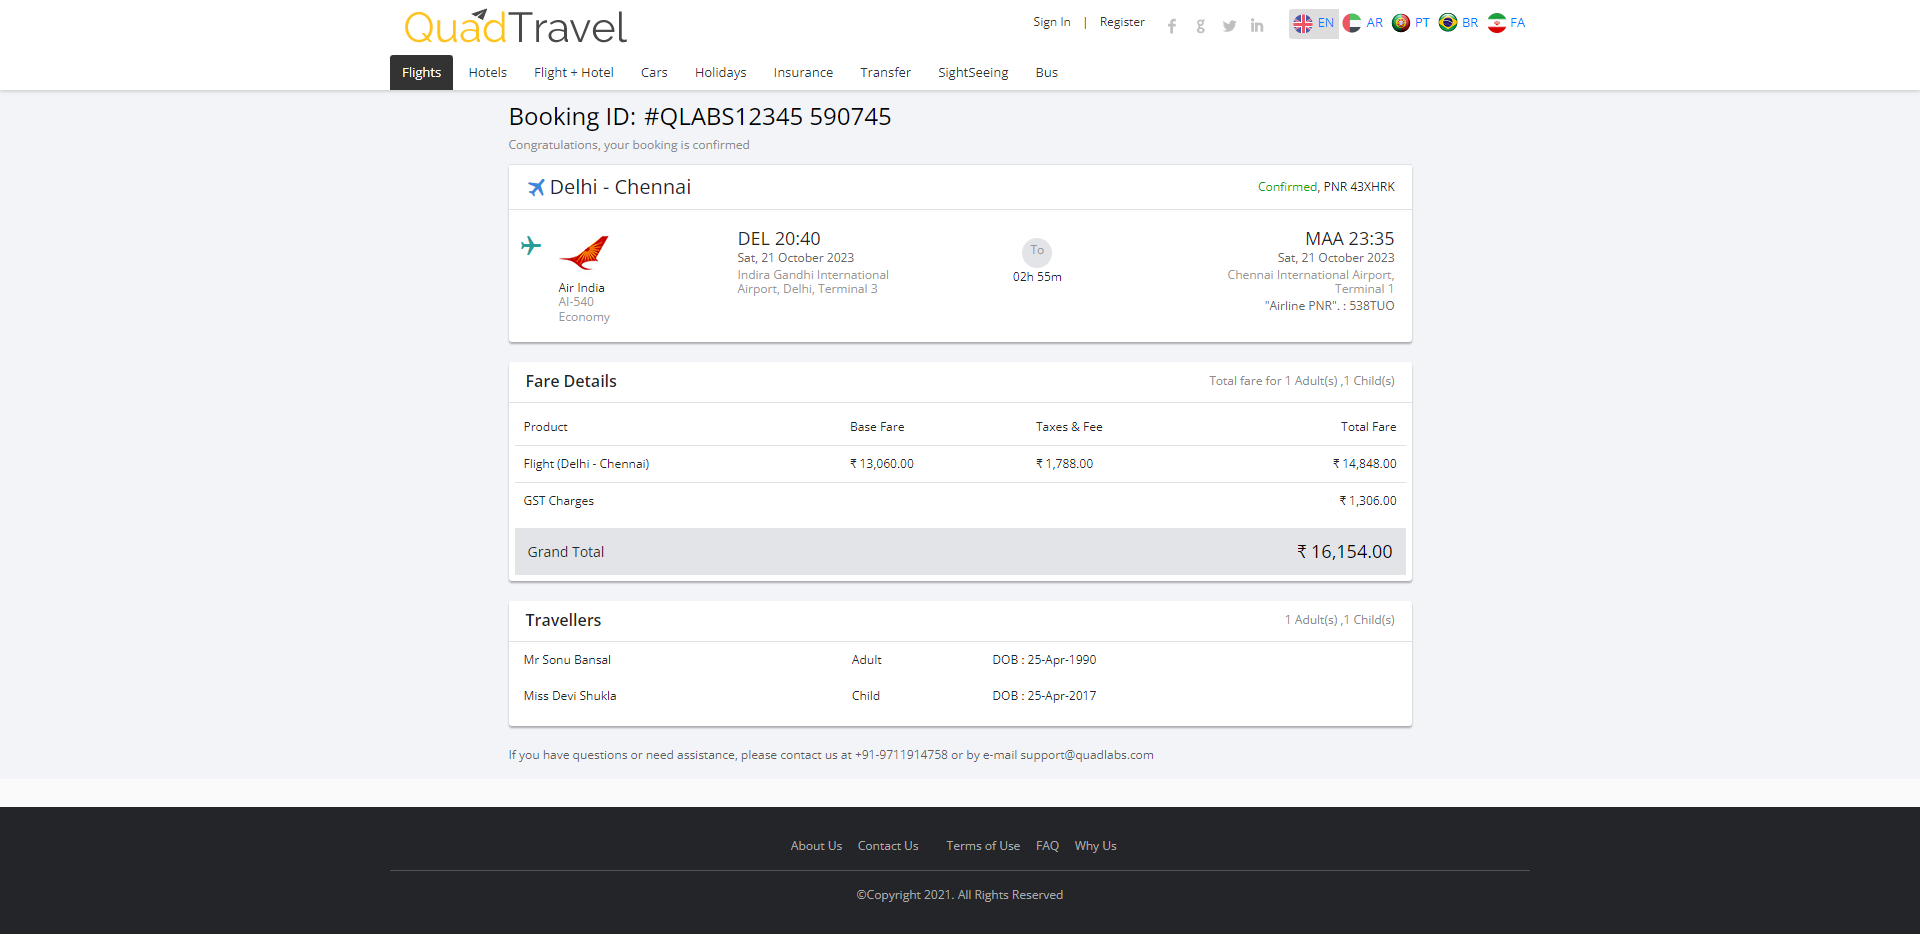 QuadTravel
Sign In | Register
EN AR PT BR FA
Flights Hotels Flight + Hotel Cars Holidays Insurance Transfer SightSeeing Bus
Booking ID: #QLABS12345 590745
Congratulations, your booking is confirmed
Delhi - Chennai
Confirmed, PNR 43XHRK
Air India
AI-540
Economy
DEL 20:40
Sat, 21 October 2023
Indira Gandhi International
Airport, Delhi, Terminal 3
To
02h 55m
MAA 23:35
Sat, 21 October 2023
Chennai International Airport,
Terminal 1
"Airline PNR". : 538TUO
Fare Details
Total fare for 1 Adult(s) ,1 Child(s)
Product Base Fare Taxes & Fee Total Fare
Flight (Delhi - Chennai) ₹ 13,060.00 ₹ 1,788.00 ₹ 14,848.00
GST Charges ₹ 1,306.00
Grand Total ₹ 16,154.00
Travellers
1 Adult(s) ,1 Child(s)
Mr Sonu Bansal Adult DOB : 25-Apr-1990
Miss Devi Shukla Child DOB : 25-Apr-2017
If you have questions or need assistance, please contact us at +91-9711914758 or by e-mail support@quadlabs.com
About Us Contact Us Terms of Use FAQ Why Us
©Copyright 2021. All Rights Reserved